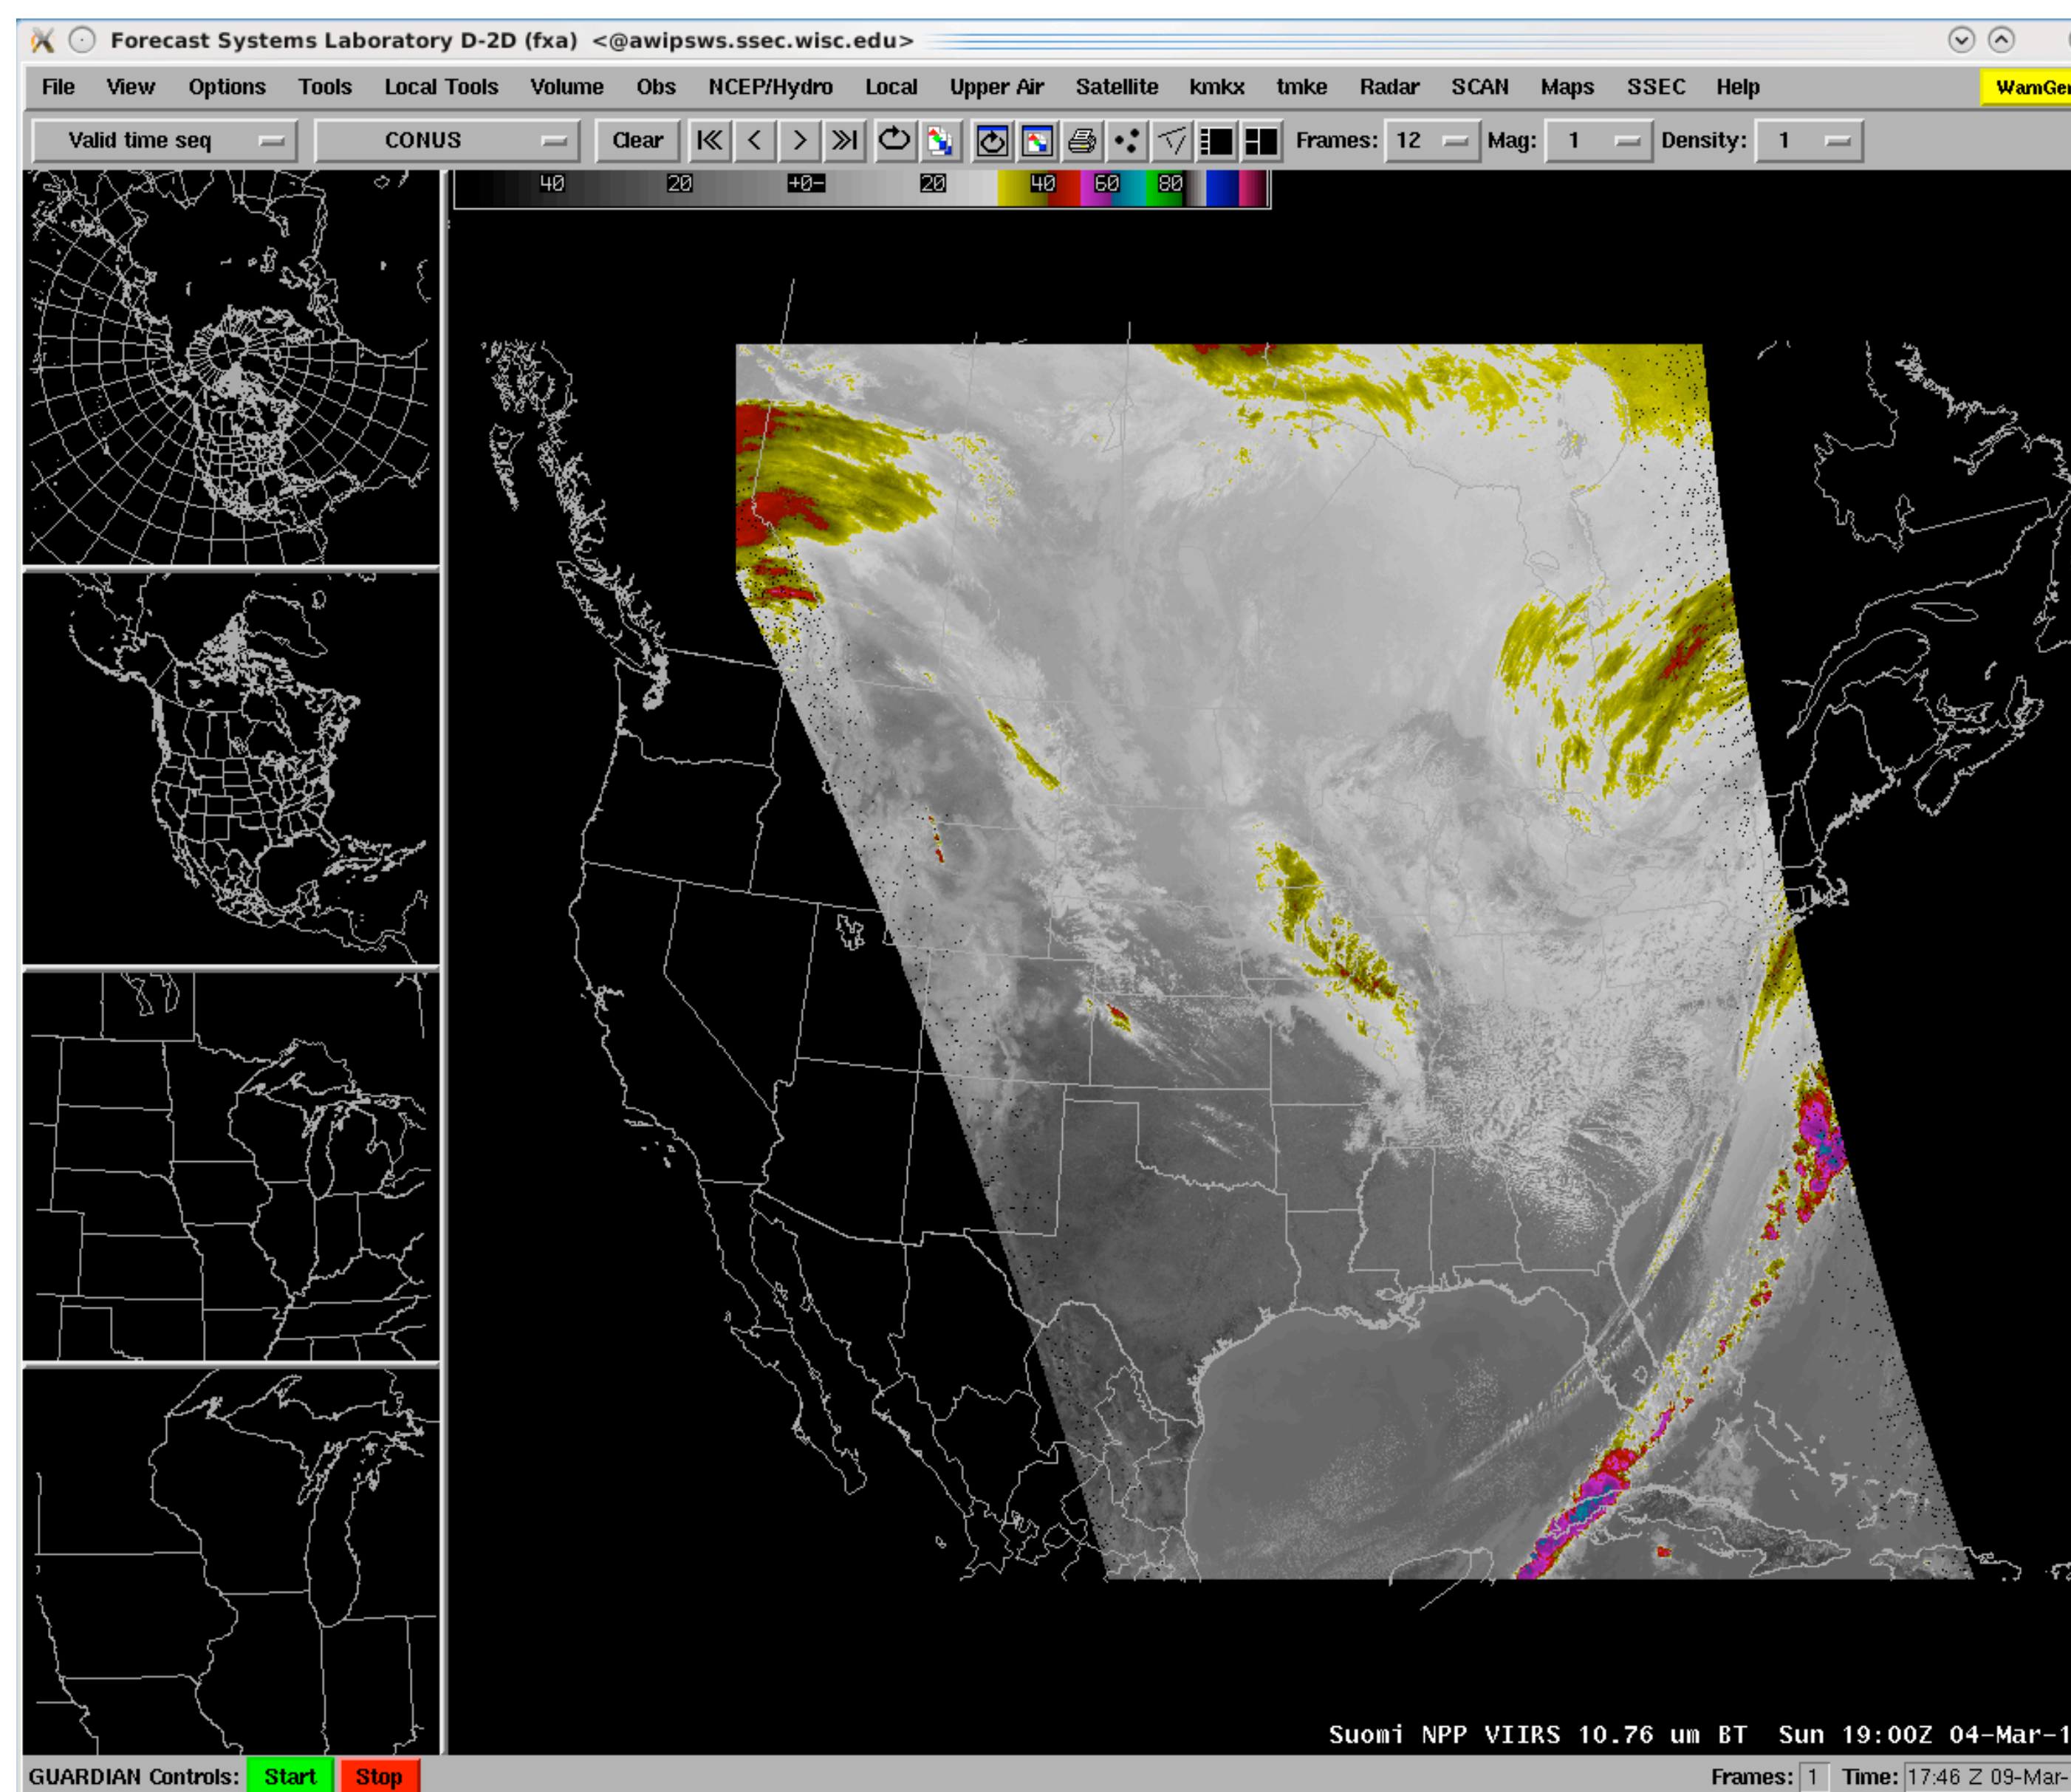 Forecast Systems Laboratory D-2D (fxa) <@awipsws.ssec.wisc.edu>
File View Options Tools Local Tools Volume Obs NCEP/Hydro Local Upper Air Satellite kmkx tmke Radar SCAN Maps SSEC Help
Valid time seq CONUS Clear Frames: 12 Mag: 1 Density: 1
40 20 +0- 20 40 60 80
Suomi NPP VIIRS 10.76 um BT Sun 19:00Z 04-Mar-1
GUARDIAN Controls: Start Stop Frames: 1 Time: 17:46 Z 09-Mar-